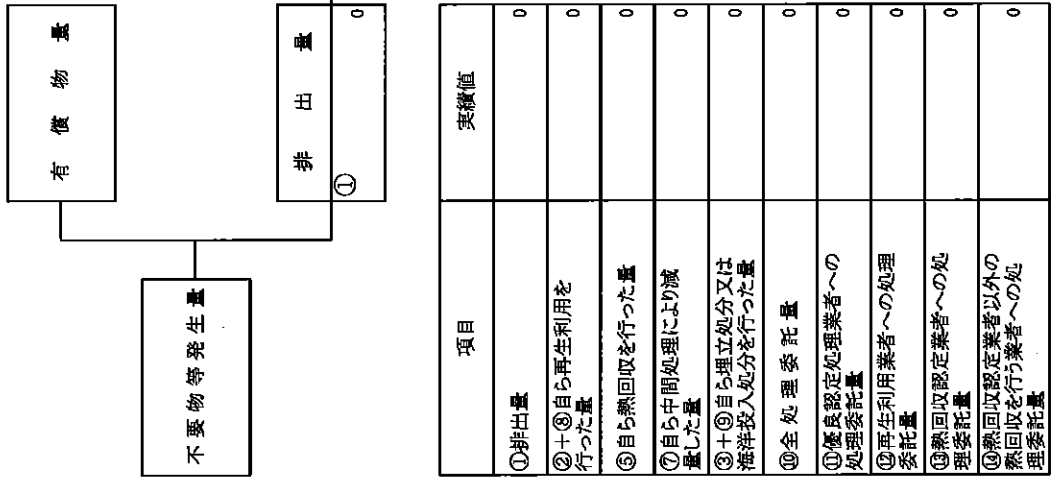 不要物等発生量
有償物量
排出量
①
0
項目
実績値
①排出量
0
②+⑧自ら再生利用を
行った量
0
⑤自ら熱回収を行った量
0
⑦自ら中間処理により減
量した量
0
③+⑨自ら埋立処分又は
海洋投入処分を行った量
0
⑩全処理委託量
0
⑪優良認定処理業者への
処理委託量
0
⑫再生利用業者への処理
委託量
0
⑬熱回収認定業者への処
理委託量
0
⑭熱回収認定業者以外の
熱回収を行う業者への処
理委託量
0